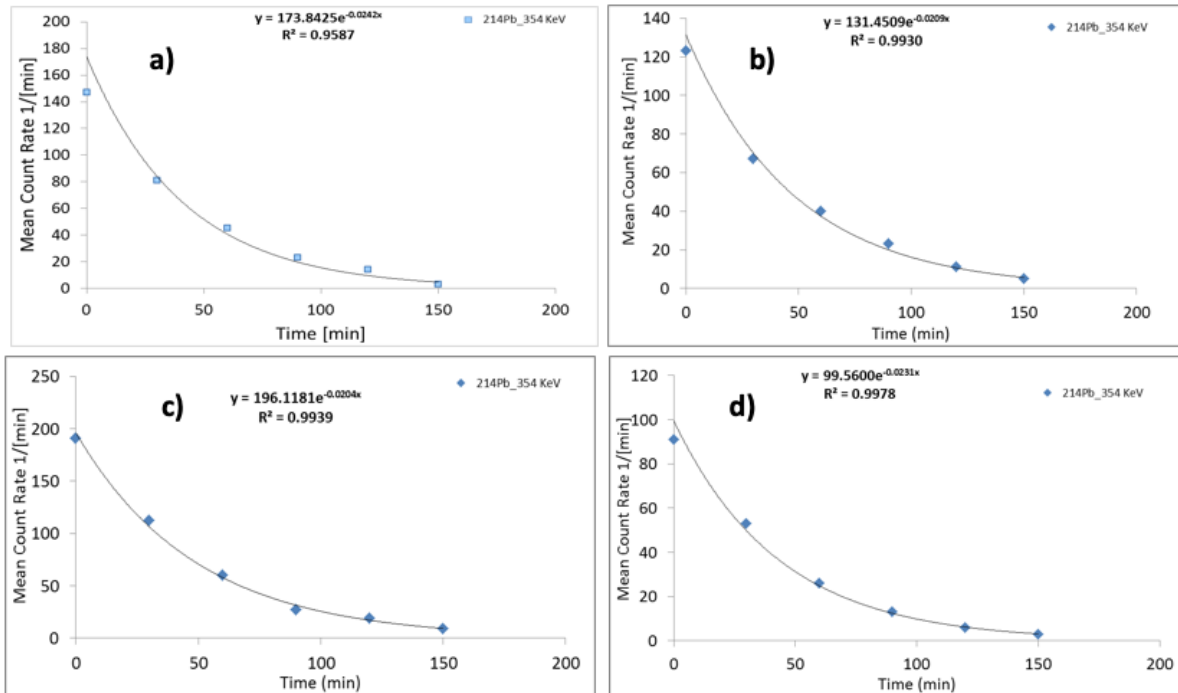 y = 173.8425e-0.0242x
R² = 0.9587
214Pb_354 KeV
a)
Mean Count Rate 1/[min]
200
180
160
140
120
100
80
60
40
20
0
0 50 100 150 200
Time [min]
y = 131.4509e-0.0209x
R² = 0.9930
214Pb_354 KeV
b)
Mean Count Rate 1/[min]
140
120
100
80
60
40
20
0
0 50 100 150 200
Time (min)
y = 196.1181e-0.0204x
R² = 0.9939
214Pb_354 KeV
c)
Mean Count Rate 1/[min]
250
200
150
100
50
0
0 50 100 150 200
Time (min)
y = 99.5600e-0.0231x
R² = 0.9978
214Pb_354 KeV
d)
Mean Count Rate 1/[min]
120
100
80
60
40
20
0
0 50 100 150 200
Time (min)